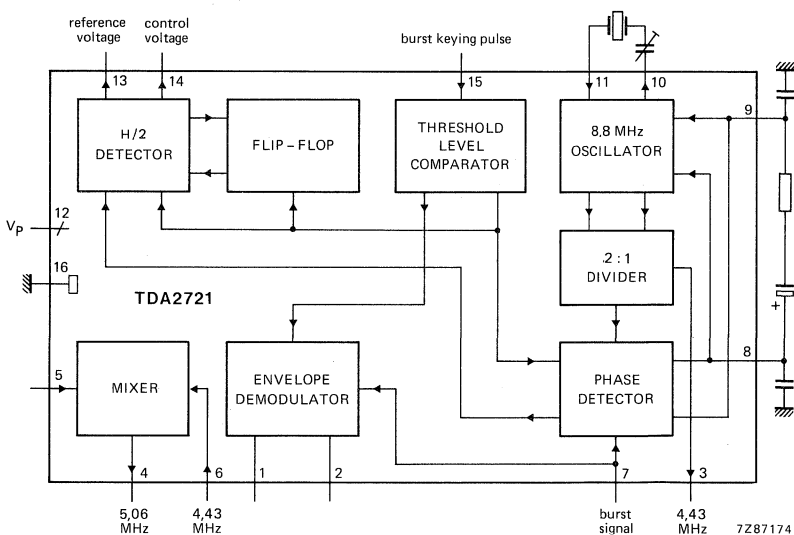 reference
voltage
control
voltage
burst keying pulse
13
14
15
11
10
H/2
DETECTOR
FLIP-FLOP
THRESHOLD
LEVEL
COMPARATOR
8,8 MHz
OSCILLATOR
9
12
VP
16
TDA2721
2 : 1
DIVIDER
+
5
MIXER
ENVELOPE
DEMODULATOR
PHASE
DETECTOR
8
4
6
1
2
7
3
5,06
MHz
4,43
MHz
burst
signal
4,43
MHz
7Z87174